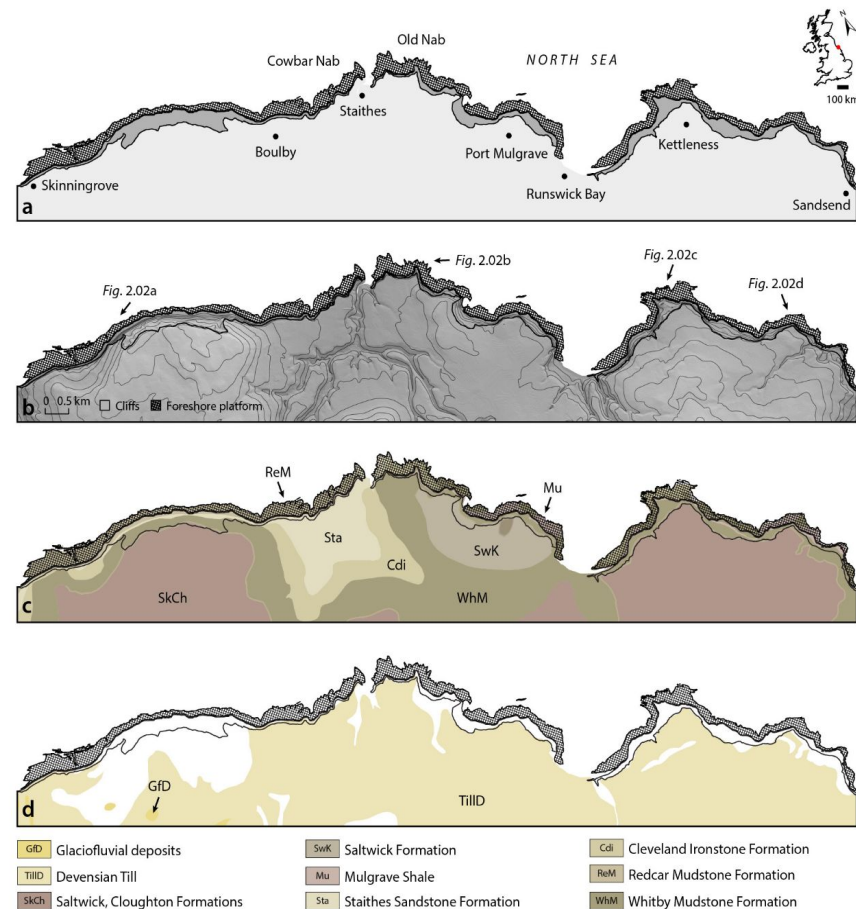 N
Old Nab
Cowbar Nab
NORTH SEA
100 km
Staithes
Boulby
Port Mulgrave
Kettleness
Skinningrove
Runswick Bay
Sandsend
a
Fig. 2.02b
Fig. 2.02c
Fig. 2.02a
Fig. 2.02d
b
0 0.5 km
Cliffs
Foreshore platform
ReM
Mu
Sta
SwK
Cdi
SkCh
WhM
c
GfD
TillD
d
GfD Glaciofluvial deposits
SwK Saltwick Formation
Cdi Cleveland Ironstone Formation
TillD Devensian Till
Mu Mulgrave Shale
ReM Redcar Mudstone Formation
SkCh Saltwick, Cloughton Formations
Sta Staithes Sandstone Formation
WhM Whitby Mudstone Formation